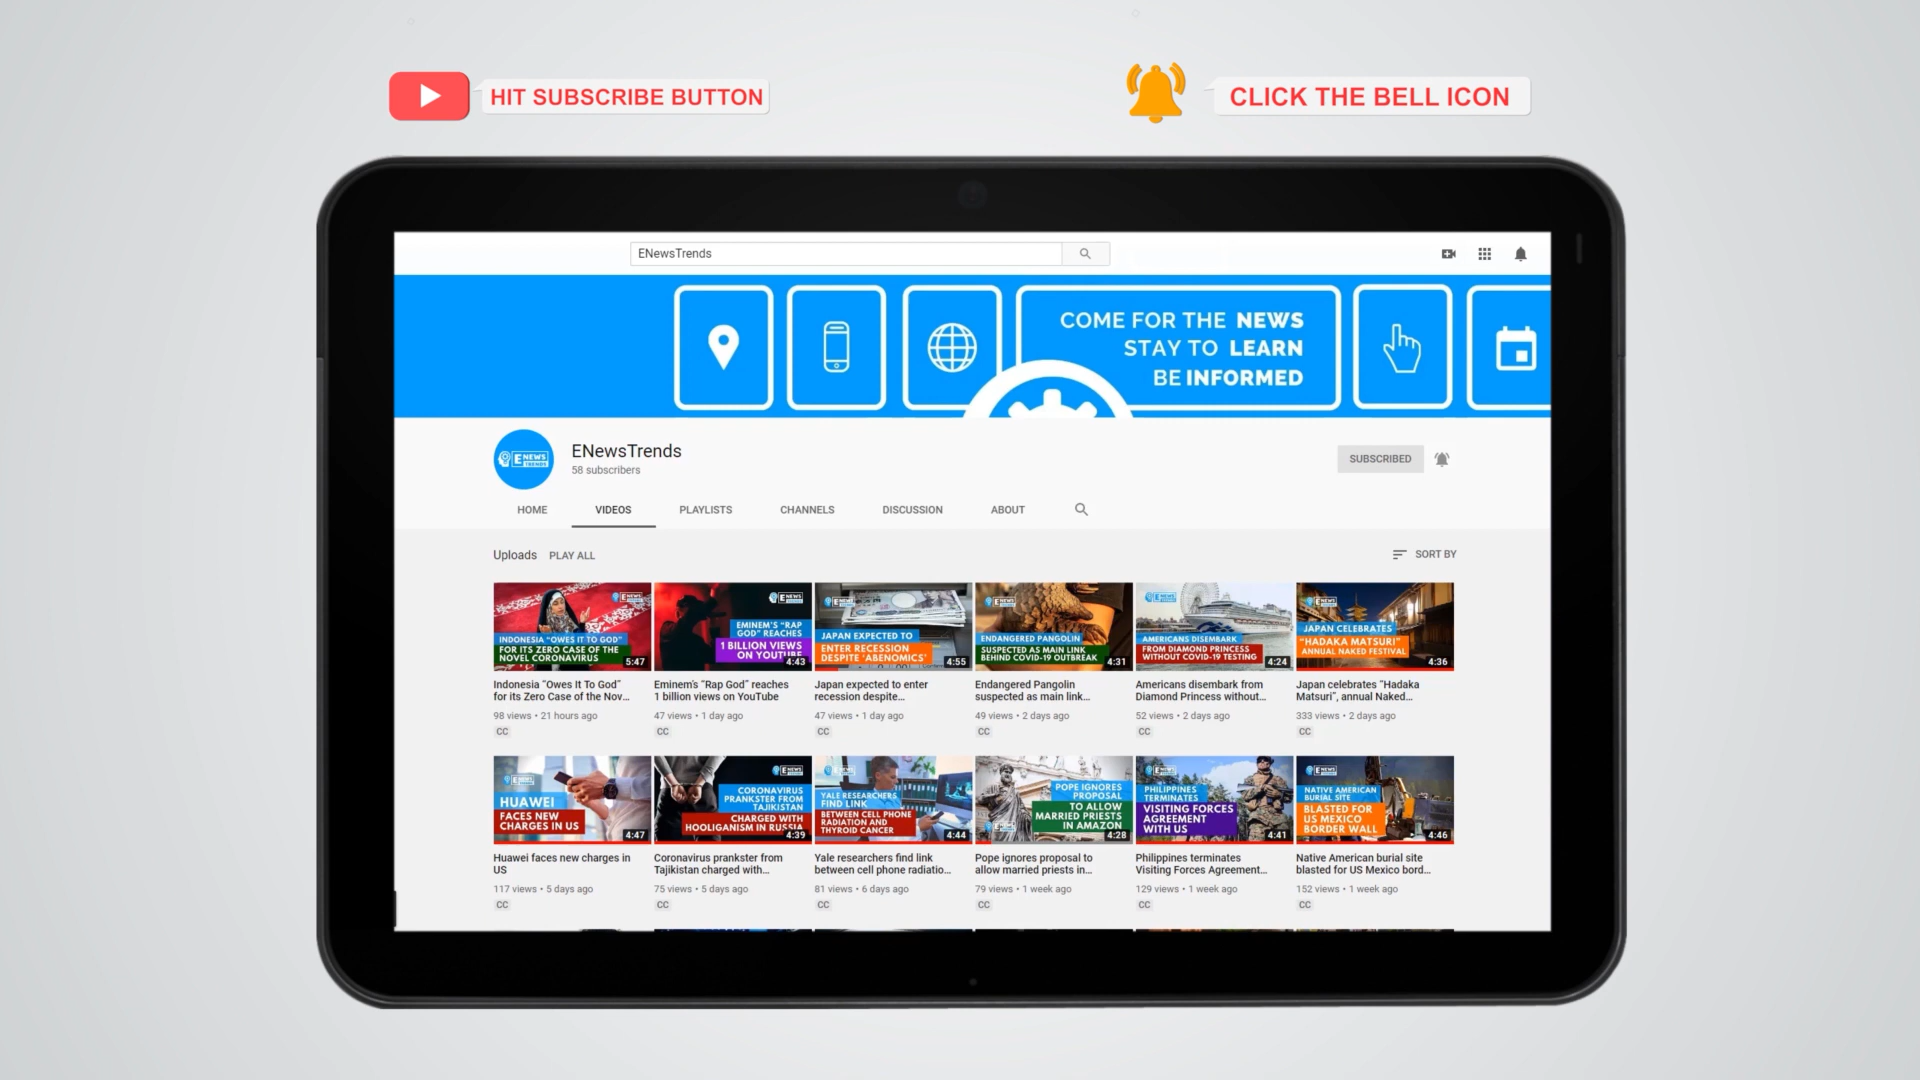 HIT SUBSCRIBE BUTTON
CLICK THE BELL ICON
ENewsTrends
COME FOR THE NEWS
STAY TO LEARN
BE INFORMED
E NEWS
TRENDS
ENewsTrends
58 subscribers
SUBSCRIBED
HOME
VIDEOS
PLAYLISTS
CHANNELS
DISCUSSION
ABOUT
Uploads
PLAY ALL
SORT BY
INDONESIA "OWES IT TO GOD"
FOR ITS ZERO CASE OF THE
NOVEL CORONAVIRUS
5:47
EMINEM'S "RAP
GOD" REACHES
1 BILLION VIEWS
ON YOUTUBE
4:43
JAPAN EXPECTED TO
ENTER RECESSION
DESPITE 'ABENOMICS'
4:55
ENDANGERED PANGOLIN
SUSPECTED AS MAIN LINK
BEHIND COVID-19 OUTBREAK
4:31
AMERICANS DISEMBARK
FROM DIAMOND PRINCESS
WITHOUT COVID-19 TESTING
4:24
JAPAN CELEBRATES
"HADAKA MATSURI"
ANNUAL NAKED FESTIVAL
4:36
Indonesia "Owes It To God"
for its Zero Case of the Nov...
98 views • 21 hours ago
CC
Eminem's "Rap God" reaches
1 billion views on YouTube
47 views • 1 day ago
CC
Japan expected to enter
recession despite...
47 views • 1 day ago
CC
Endangered Pangolin
suspected as main link...
49 views • 2 days ago
CC
Americans disembark from
Diamond Princess without...
52 views • 2 days ago
CC
Japan celebrates "Hadaka
Matsuri", annual Naked...
333 views • 2 days ago
CC
HUAWEI
FACES NEW
CHARGES IN US
4:47
CORONAVIRUS
PRANKSTER FROM
TAJIKISTAN
CHARGED WITH
HOOLIGANISM IN RUSSIA
4:39
YALE RESEARCHERS
FIND LINK
BETWEEN CELL PHONE
RADIATION AND
THYROID CANCER
4:44
POPE IGNORES
PROPOSAL
TO ALLOW
MARRIED PRIESTS
IN AMAZON
4:28
PHILIPPINES
TERMINATES
VISITING FORCES
AGREEMENT
WITH US
4:41
NATIVE AMERICAN
BURIAL SITE
BLASTED FOR
US MEXICO
BORDER WALL
4:46
Huawei faces new charges in
US
117 views • 5 days ago
CC
Coronavirus prankster from
Tajikistan charged with...
75 views • 5 days ago
CC
Yale researchers find link
between cell phone radiatio...
81 views • 6 days ago
CC
Pope ignores proposal to
allow married priests in...
79 views • 1 week ago
CC
Philippines terminates
Visiting Forces Agreement...
129 views • 1 week ago
CC
Native American burial site
blasted for US Mexico bord...
152 views • 1 week ago
CC